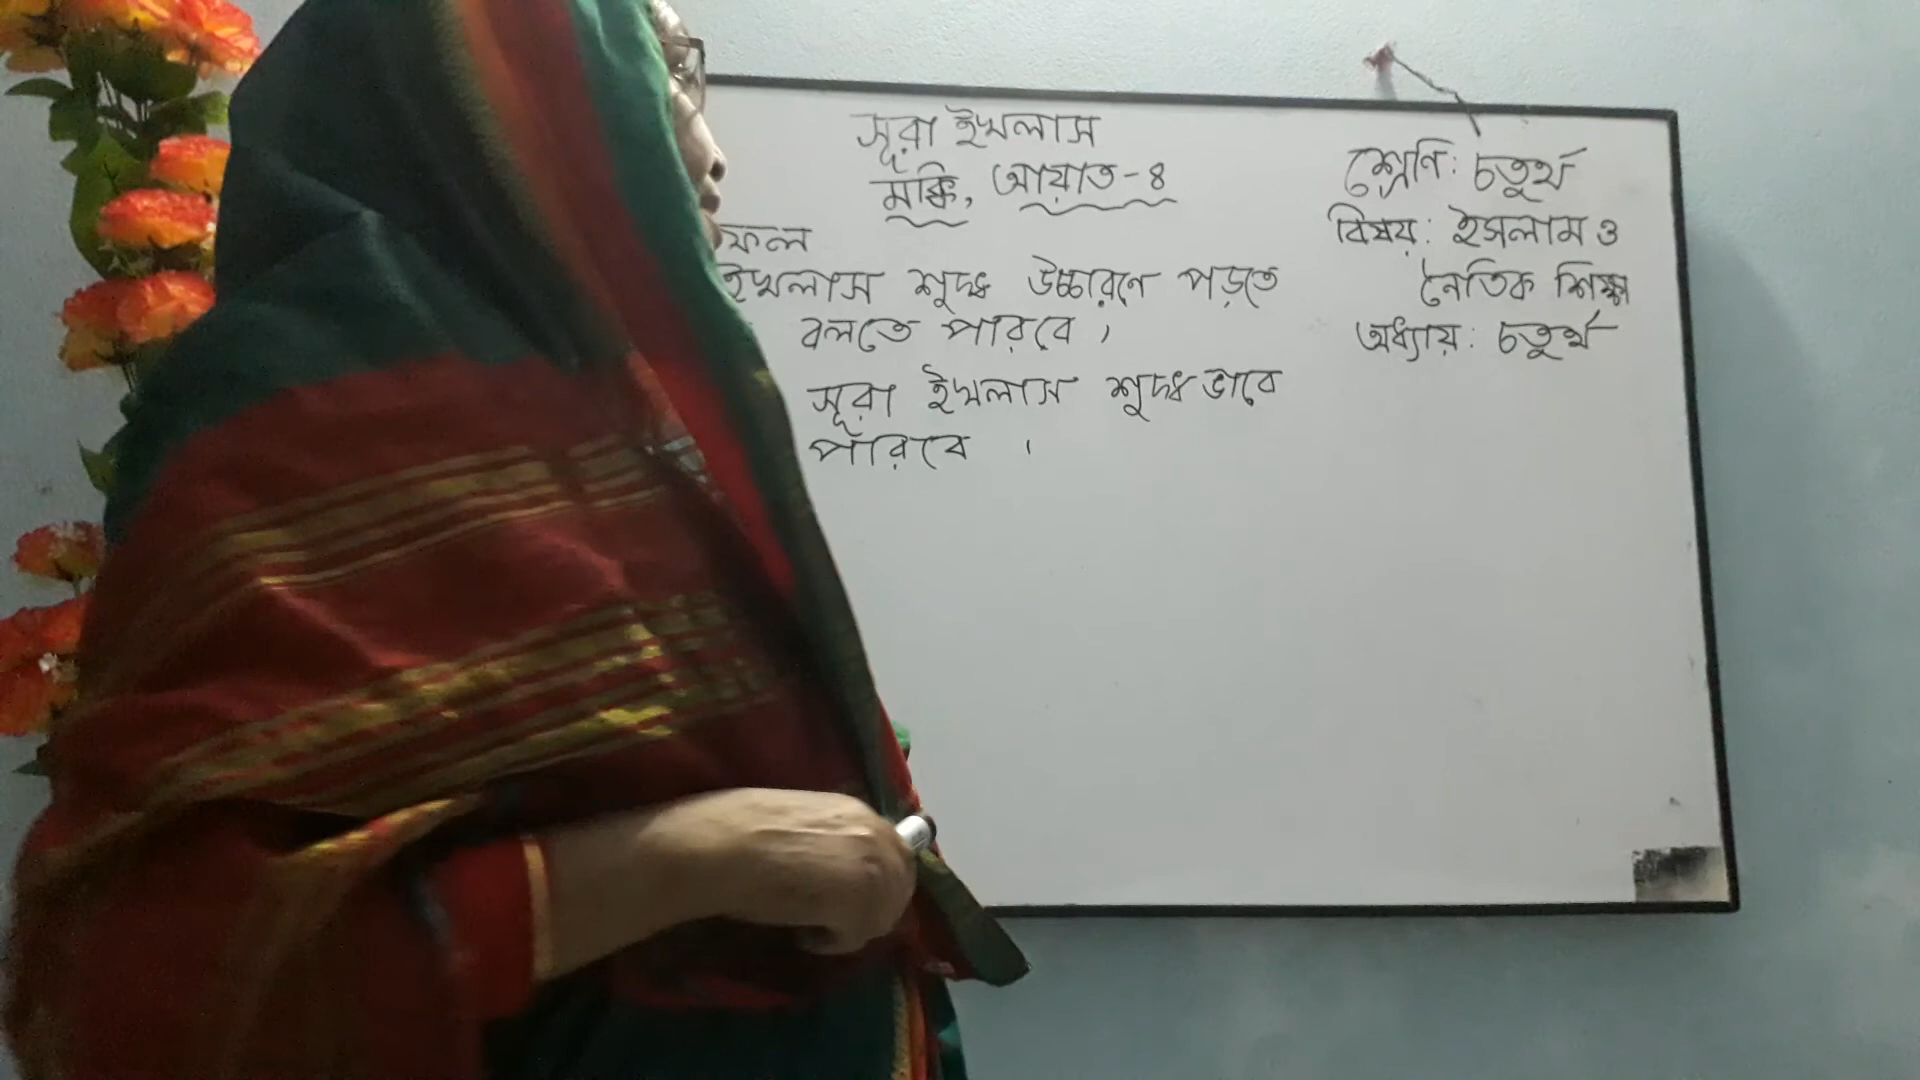 সূরা ইখলাস
মক্কি, আয়াত-৪
ফল
ইখলাস শুদ্ধ উচ্চারণে পড়তে
বলতে পারবে,
সূরা ইখলাস শুদ্ধভাবে
পারবে ।
শ্রেণি: চতুর্থ
বিষয়: ইসলাম ও
নৈতিক শিক্ষা
অধ্যায়: চতুর্থ